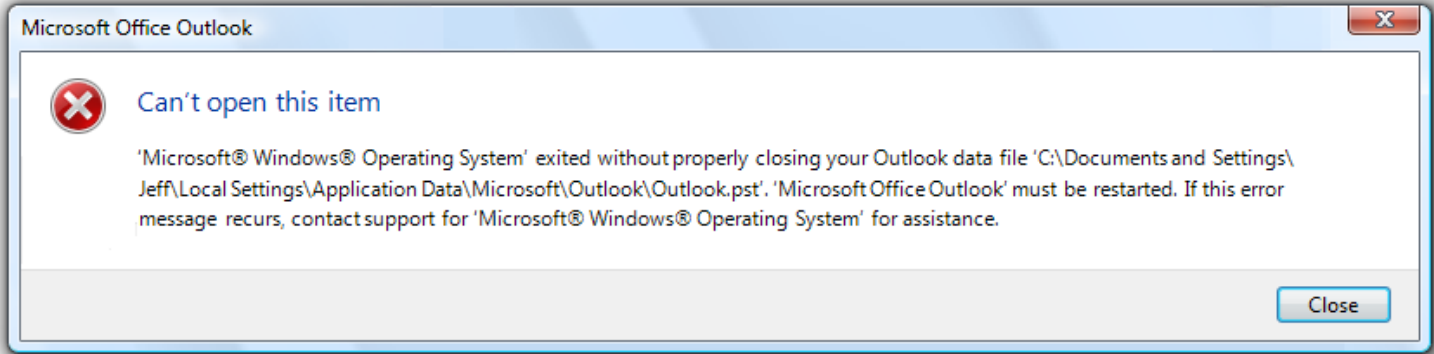 Microsoft Office Outlook
Can't open this item
'Microsoft® Windows® Operating System' exited without properly closing your Outlook data file 'C:\Documents and Settings\
Jeff\Local Settings\Application Data\Microsoft\Outlook\Outlook.pst'. 'Microsoft Office Outlook' must be restarted. If this error
message recurs, contact support for 'Microsoft® Windows® Operating System' for assistance.
Close